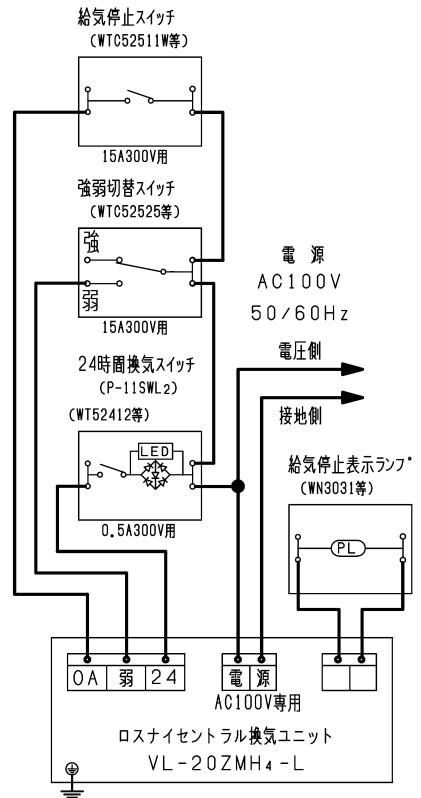 給気停止スイッチ
(WTC52511W等)
15A300V用
強弱切替スイッチ
(WTC52525等)
強
弱
15A300V用
電 源
AC100V
50/60Hz
電圧側
接地側
24時間換気スイッチ
(P-11SWL2)
(WT52412等)
LED
0.5A300V用
給気停止表示ランプ
(WN3031等)
PL
OA 弱 24
電 源
AC100V専用
ロスナイセントラル換気ユニット
VL-20ZMH4-L